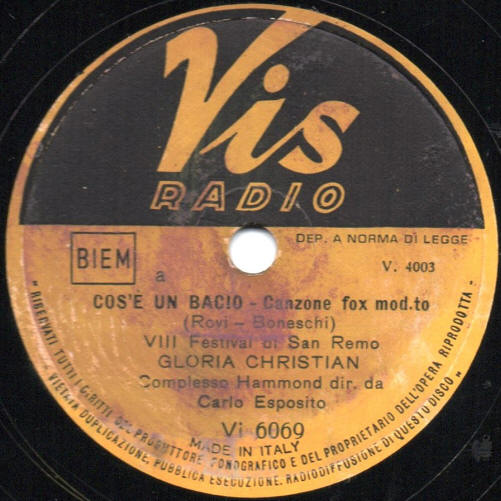 Vis
RADIO
DEP. A NORMA DI LEGGE
BIEM
V. 4003
a
COS'È UN BACIO - Canzone fox mod.to
(Rovi - Boneschi)
VIII Festival di San Remo
GLORIA CHRISTIAN
Complesso Hammond dir. da
Carlo Esposito
Vi 6069
MADE IN ITALY
RISERVATI TUTTI I DIRITTI DEL PRODUTTORE FONOGRAFICO E DEL PROPRIETARIO DELL'OPERA RIPRODOTTA -
- VIETATA DUPLICAZIONE, PUBBLICA ESECUZIONE. RADIODIFFUSIONE DI QUESTO DISCO -